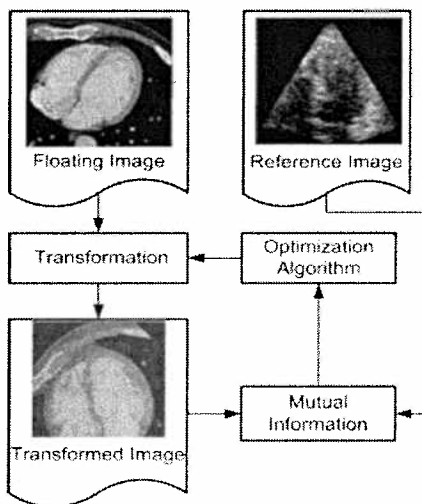 Floating Image
Reference Image
Transformation
Optimization
Algorithm
Transformed Image
Mutual
Information